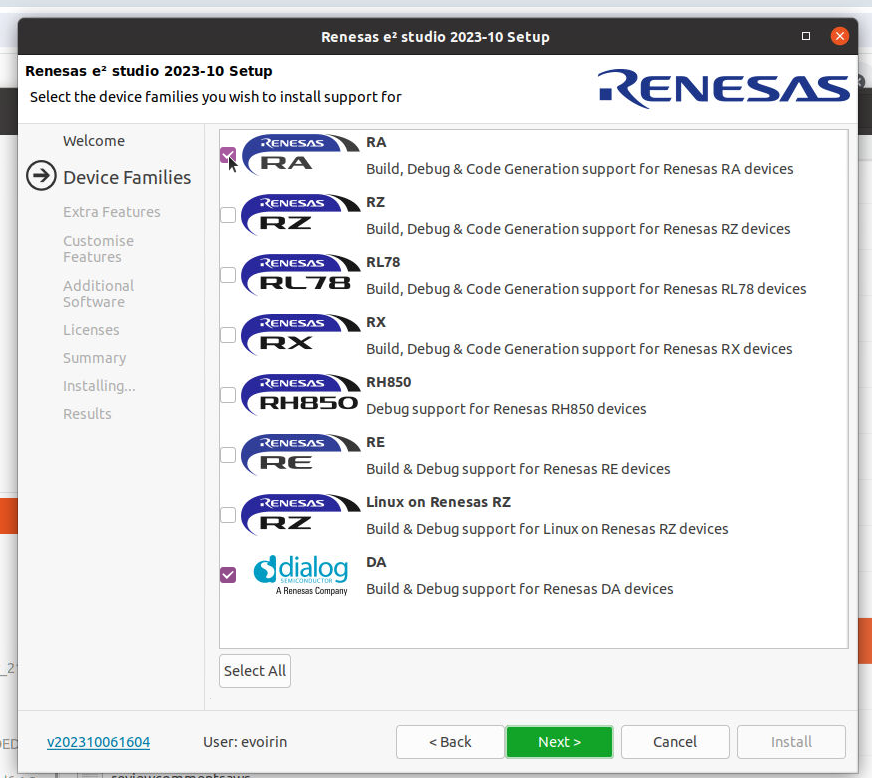 Renesas e² studio 2023-10 Setup
Renesas e² studio 2023-10 Setup
Select the device families you wish to install support for
RENESAS
Welcome
Device Families
Extra Features
Customise
Features
Additional
Software
Licenses
Summary
Installing...
Results
RENESAS
RA
RA
Build, Debug & Code Generation support for Renesas RA devices
RENESAS
RZ
RZ
Build, Debug & Code Generation support for Renesas RZ devices
RENESAS
RL78
RL78
Build, Debug & Code Generation support for Renesas RL78 devices
RENESAS
RX
RX
Build, Debug & Code Generation support for Renesas RX devices
RENESAS
RH850
RH850
Debug support for Renesas RH850 devices
RENESAS
RE
RE
Build & Debug support for Renesas RE devices
RENESAS
RZ
Linux on Renesas RZ
Build & Debug support for Linux on Renesas RZ devices
dialog
SEMICONDUCTOR
A Renesas Company
DA
Build & Debug support for Renesas DA devices
Select All
v202310061604
User: evoirin
< Back
Next >
Cancel
Install